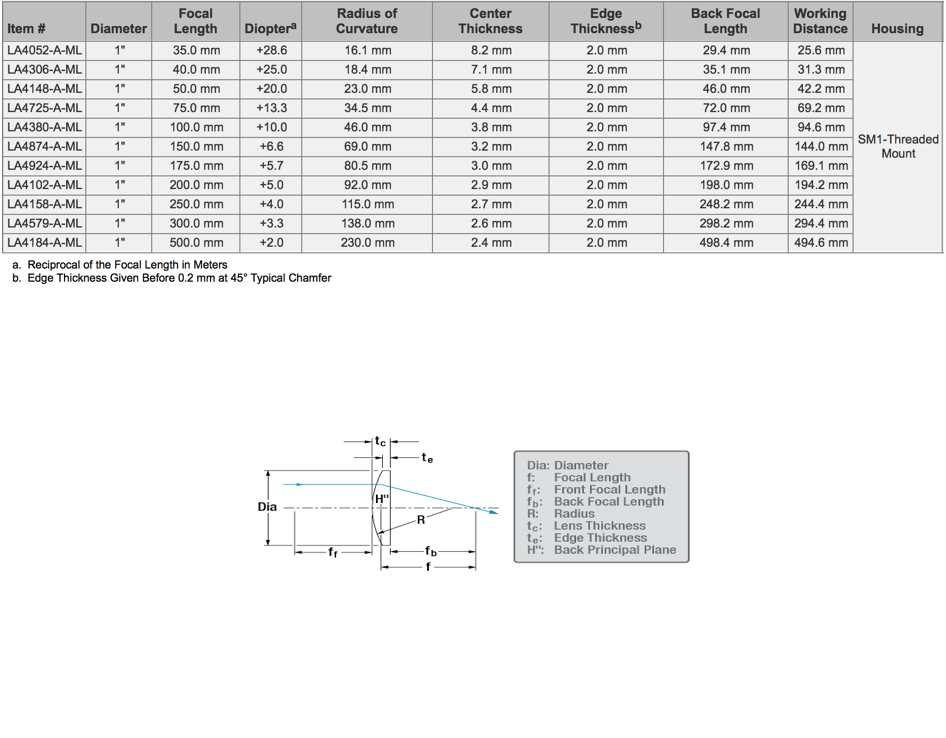 Item # Diameter Focal Length Dioptera Radius of Curvature Center Thickness Edge Thicknessb Back Focal Length Working Distance Housing
LA4052-A-ML 1" 35.0 mm +28.6 16.1 mm 8.2 mm 2.0 mm 29.4 mm 25.6 mm
LA4306-A-ML 1" 40.0 mm +25.0 18.4 mm 7.1 mm 2.0 mm 35.1 mm 31.3 mm
LA4148-A-ML 1" 50.0 mm +20.0 23.0 mm 5.8 mm 2.0 mm 46.0 mm 42.2 mm
LA4725-A-ML 1" 75.0 mm +13.3 34.5 mm 4.4 mm 2.0 mm 72.0 mm 69.2 mm
LA4380-A-ML 1" 100.0 mm +10.0 46.0 mm 3.8 mm 2.0 mm 97.4 mm 94.6 mm
LA4874-A-ML 1" 150.0 mm +6.6 69.0 mm 3.2 mm 2.0 mm 147.8 mm 144.0 mm SM1-Threaded Mount
LA4924-A-ML 1" 175.0 mm +5.7 80.5 mm 3.0 mm 2.0 mm 172.9 mm 169.1 mm
LA4102-A-ML 1" 200.0 mm +5.0 92.0 mm 2.9 mm 2.0 mm 198.0 mm 194.2 mm
LA4158-A-ML 1" 250.0 mm +4.0 115.0 mm 2.7 mm 2.0 mm 248.2 mm 244.4 mm
LA4579-A-ML 1" 300.0 mm +3.3 138.0 mm 2.6 mm 2.0 mm 298.2 mm 294.4 mm
LA4184-A-ML 1" 500.0 mm +2.0 230.0 mm 2.4 mm 2.0 mm 498.4 mm 494.6 mm
a. Reciprocal of the Focal Length in Meters
b. Edge Thickness Given Before 0.2 mm at 45° Typical Chamfer
tc
te
H"
Dia
R
ff
fb
f
Dia: Diameter
f: Focal Length
ff: Front Focal Length
fb: Back Focal Length
R: Radius
tc: Lens Thickness
te: Edge Thickness
H": Back Principal Plane